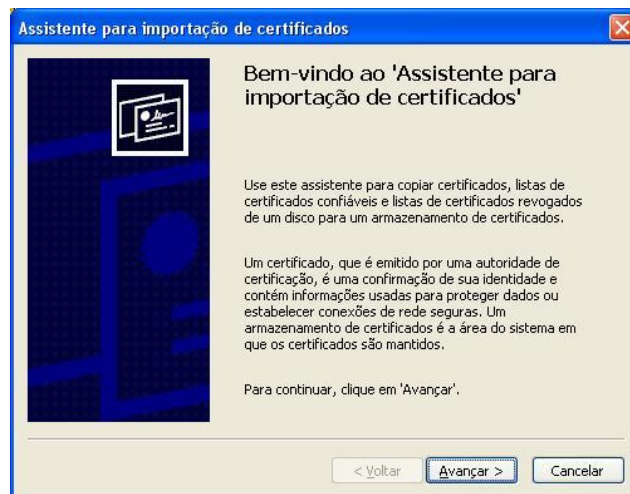 Assistente para importação de certificados
Bem-vindo ao 'Assistente para
importação de certificados'
Use este assistente para copiar certificados, listas de
certificados confiáveis e listas de certificados revogados
de um disco para um armazenamento de certificados.
Um certificado, que é emitido por uma autoridade de
certificação, é uma confirmação de sua identidade e
contém informações usadas para proteger dados ou
estabelecer conexões de rede seguras. Um
armazenamento de certificados é a área do sistema em
que os certificados são mantidos.
Para continuar, clique em 'Avançar'.
< Voltar Avançar > Cancelar